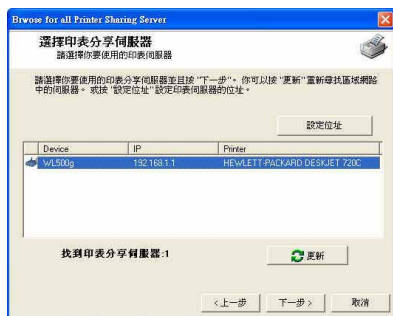 Brwose for all Printer Sharing Server
選擇印表分享伺服器
請選擇你要使用的印表伺服器
請選擇你要使用的印表分享伺服器並且按 "下一步"。你可以按 "更新" 重新尋找區域網路
中的伺服器。或按 "設定位址" 設定印表伺服器的位址。
設定位址
Device IP Printer
WL500g 192.168.1.1 HEWLETT-PACKARD DESKJET 720C
找到印表分享伺服器:1
更新
<上一步 下一步> 取消